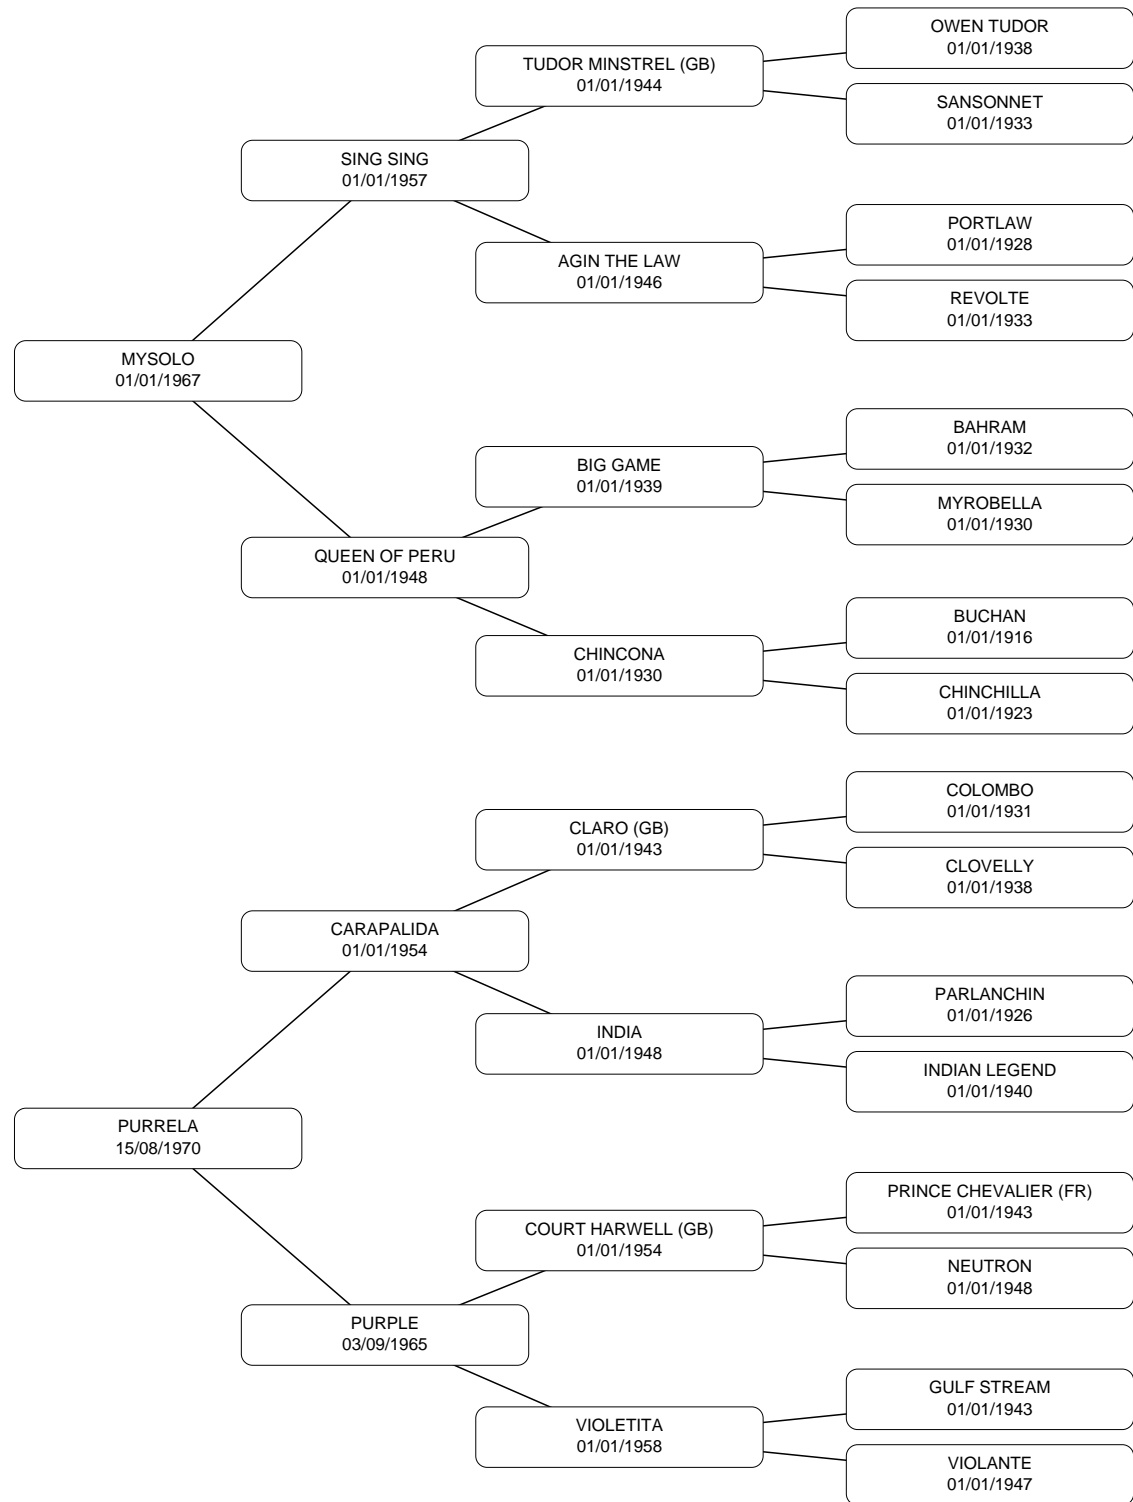 OWEN TUDOR
01/01/1938
TUDOR MINSTREL (GB)
01/01/1944
SANSONNET
01/01/1933
SING SING
01/01/1957
PORTLAW
01/01/1928
AGIN THE LAW
01/01/1946
REVOLTE
01/01/1933
MYSOLO
01/01/1967
BAHRAM
01/01/1932
BIG GAME
01/01/1939
MYROBELLA
01/01/1930
QUEEN OF PERU
01/01/1948
BUCHAN
01/01/1916
CHINCONA
01/01/1930
CHINCHILLA
01/01/1923
COLOMBO
01/01/1931
CLARO (GB)
01/01/1943
CLOVELLY
01/01/1938
CARAPALIDA
01/01/1954
PARLANCHIN
01/01/1926
INDIA
01/01/1948
INDIAN LEGEND
01/01/1940
PURRELA
15/08/1970
PRINCE CHEVALIER (FR)
01/01/1943
COURT HARWELL (GB)
01/01/1954
NEUTRON
01/01/1948
PURPLE
03/09/1965
GULF STREAM
01/01/1943
VIOLETITA
01/01/1958
VIOLANTE
01/01/1947